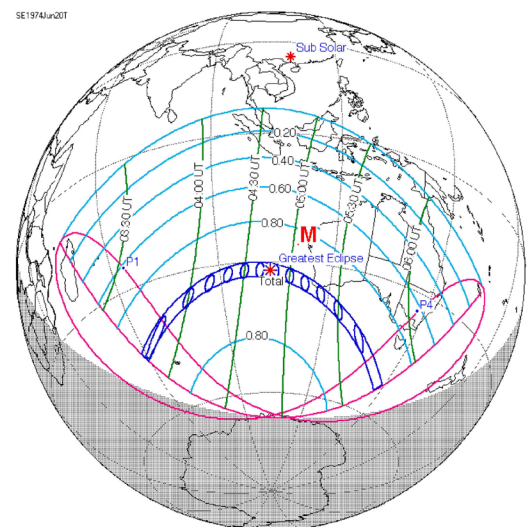 SE1974Jun20T
Sub Solar
0.20
0.40
0.60
0.80
03:30 UT
04:00 UT
04:30 UT
05:00 UT
05:30 UT
06:00 UT
M
P1
Greatest Eclipse
Total
P4
0.80